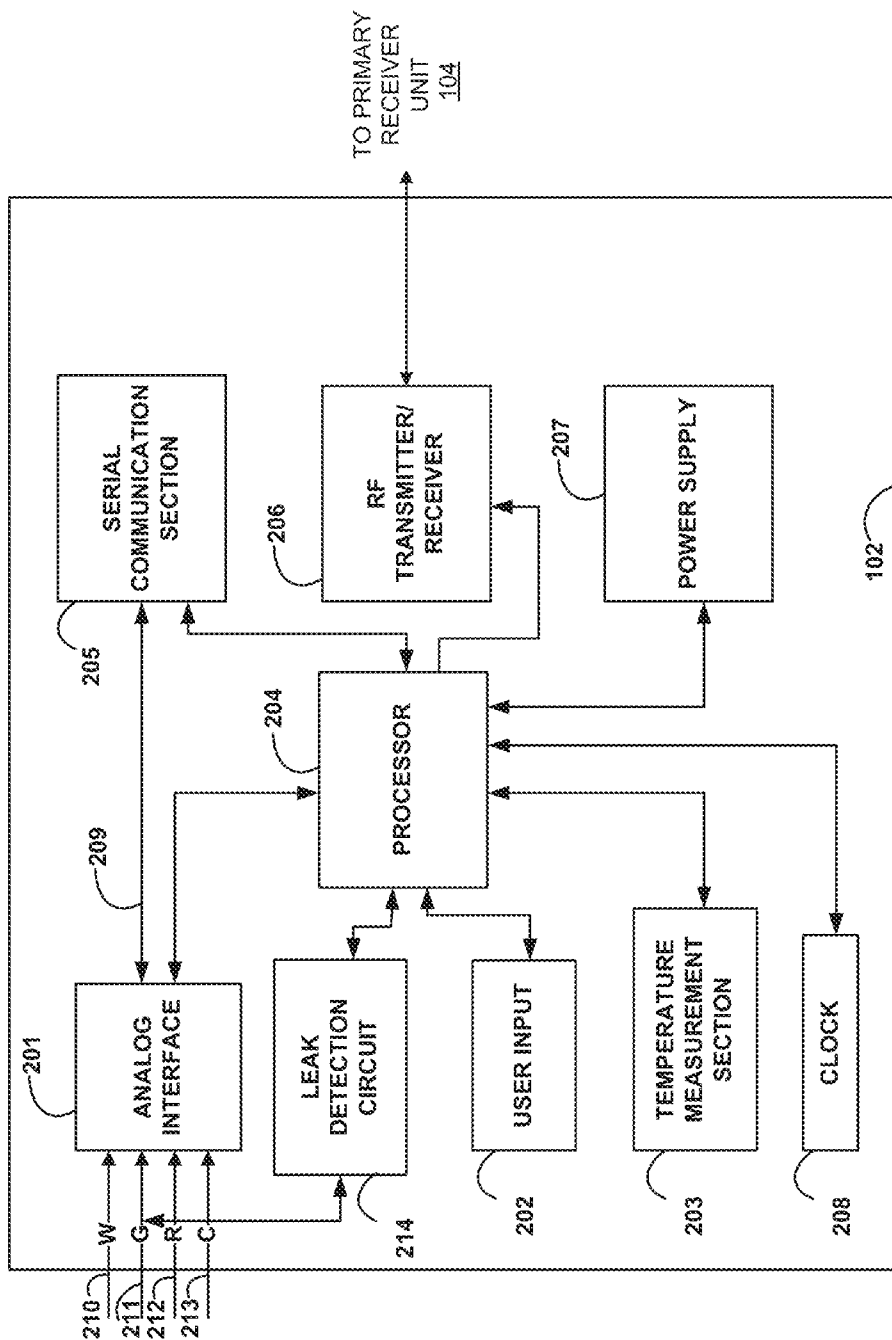 210
W
211
G
212
R
213
C
201
ANALOG
INTERFACE
209
205
SERIAL
COMMUNICATION
SECTION
214
LEAK
DETECTION
CIRCUIT
204
PROCESSOR
206
RF
TRANSMITTER/
RECEIVER
TO PRIMARY
RECEIVER
UNIT
104
202
USER INPUT
203
TEMPERATURE
MEASUREMENT
SECTION
207
POWER SUPPLY
208
CLOCK
102